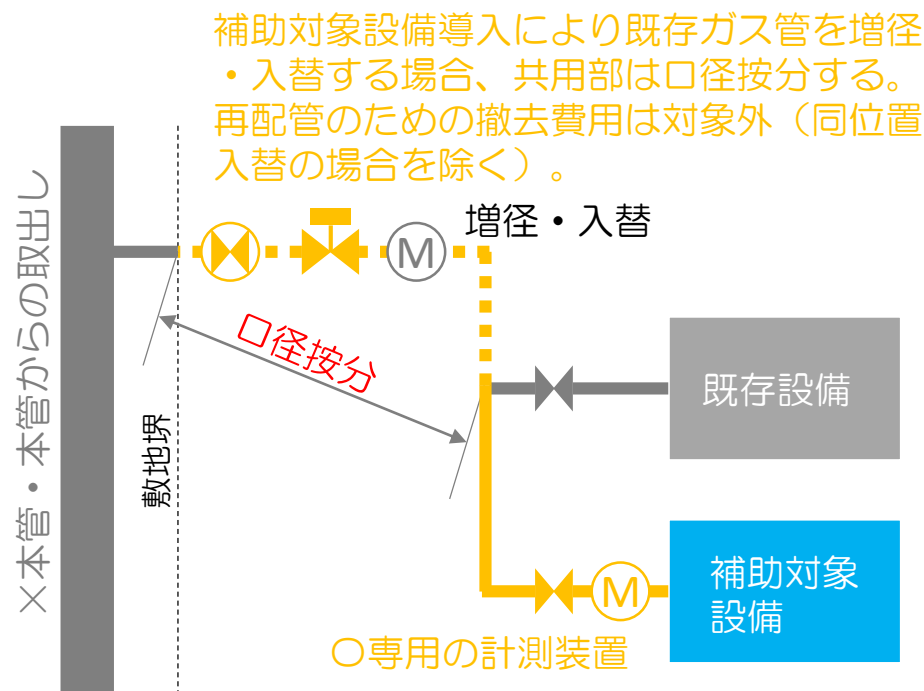 補助対象設備導入により既存ガス管を増径
・入替する場合、共用部は口径按分する。
再配管のための撤去費用は対象外（同位置
入替の場合を除く）。
×本管・本管からの取出し
敷地堺
M
増径・入替
口径按分
既存設備
補助対象
設備
M
〇専用の計測装置